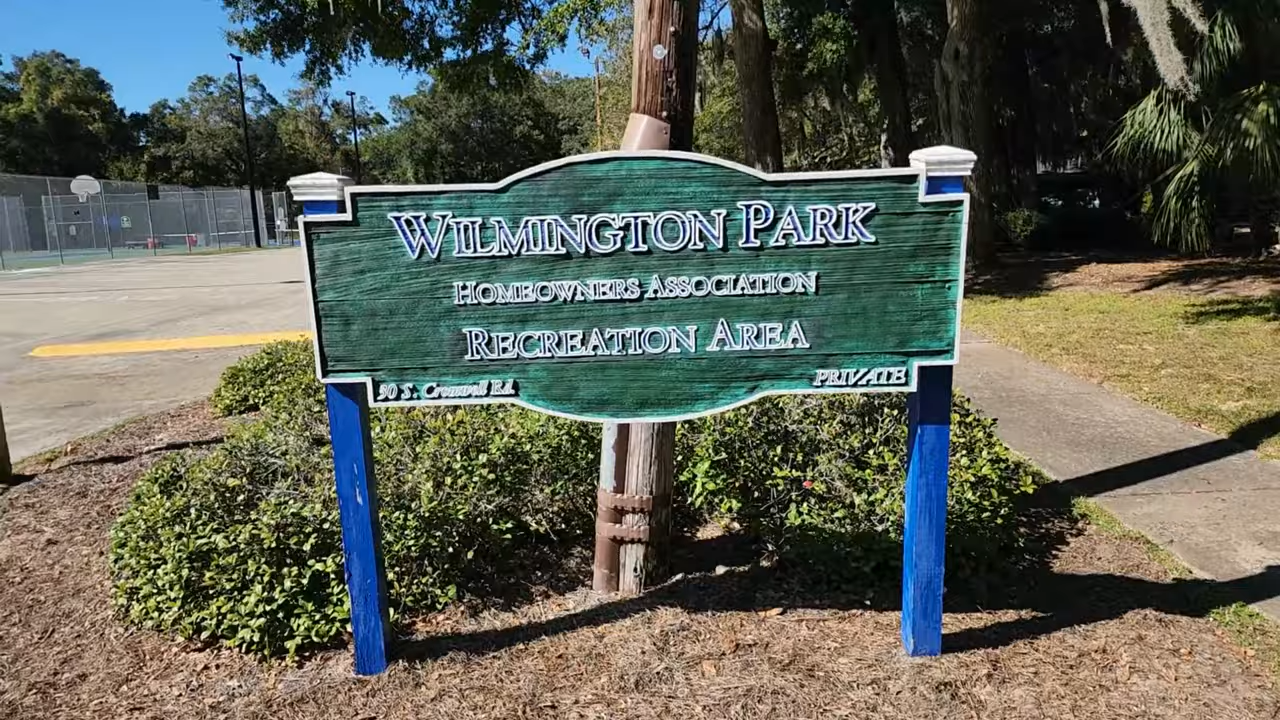 WILMINGTON PARK
HOMEOWNERS ASSOCIATION
RECREATION AREA
50 S. Cromwell Rd.
PRIVATE